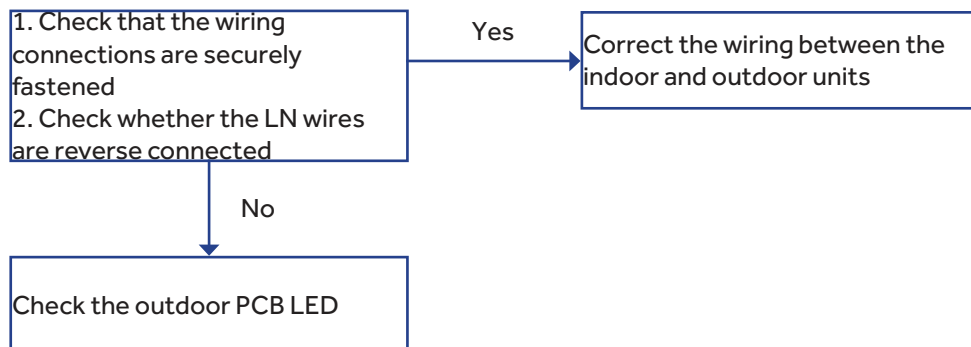 1. Check that the wiring
connections are securely
fastened
2. Check whether the LN wires
are reverse connected
Yes
Correct the wiring between the
indoor and outdoor units
No
Check the outdoor PCB LED